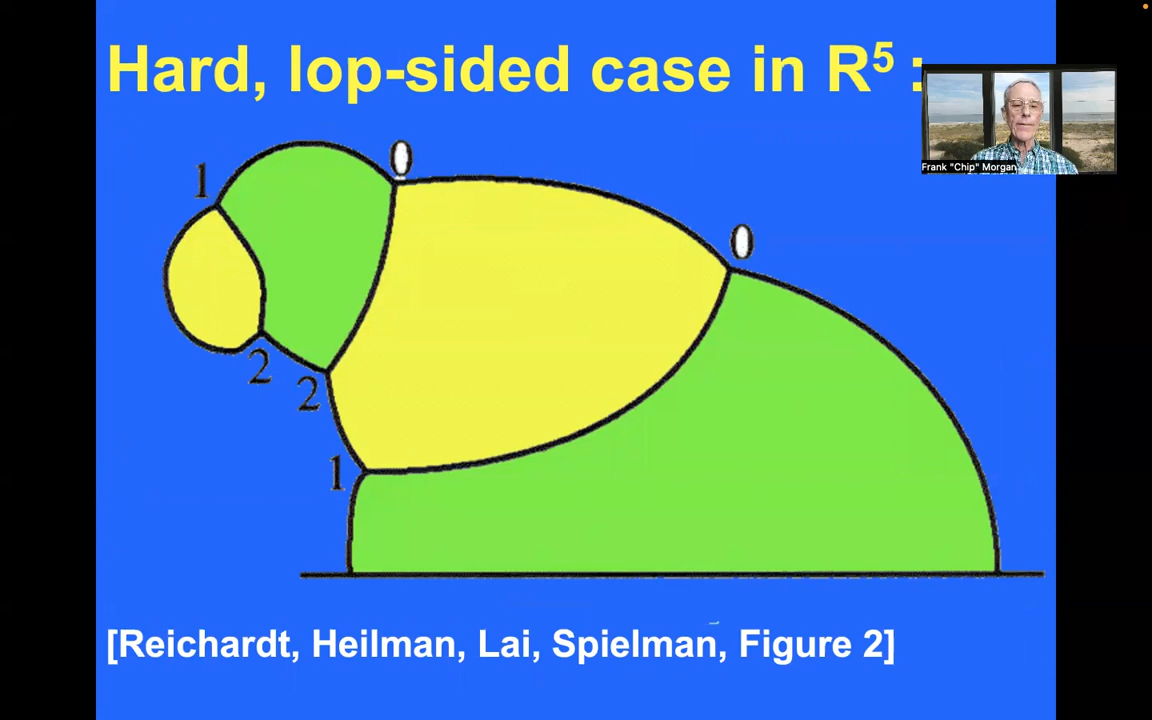 Hard, lop-sided case in R⁵ :
Frank "Chip" Morgan
1
0
0
2
2
1
[Reichardt, Heilman, Lai, Spielman, Figure 2]